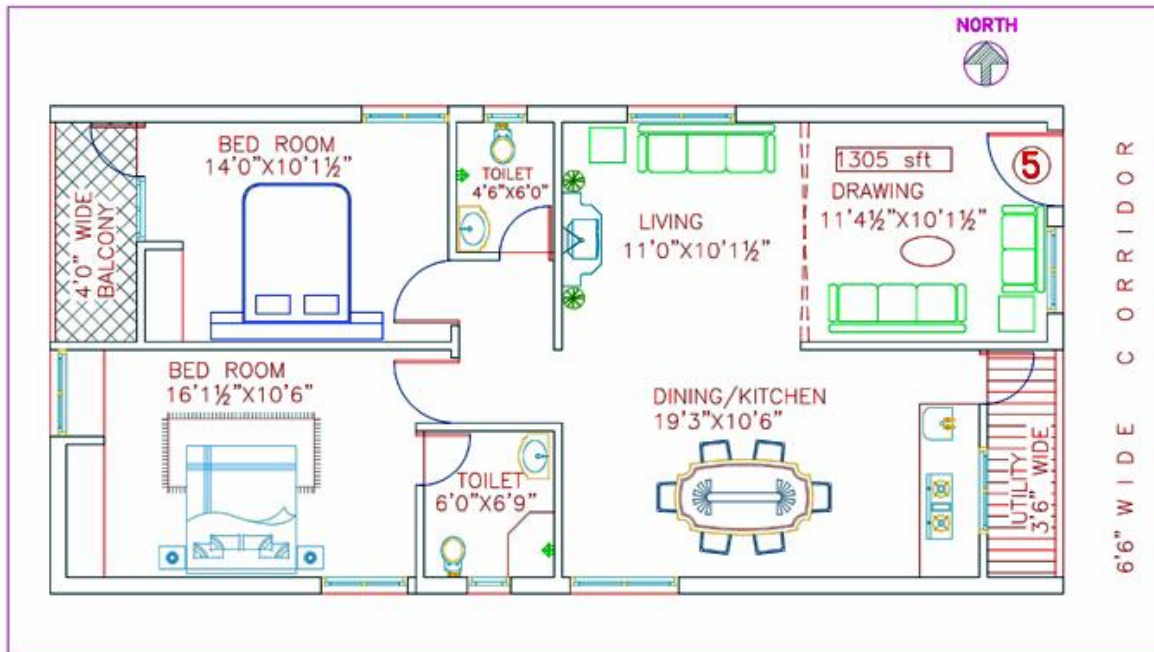 NORTH
BED ROOM
14'0"X10'1½"
TOILET
4'6"X6'0"
LIVING
11'0"X10'1½"
1305 sft
DRAWING
11'4½"X10'1½"
5
4'0" WIDE
BALCONY
BED ROOM
16'1½"X10'6"
TOILET
6'0"X6'9"
DINING/KITCHEN
19'3"X10'6"
UTILITY
3'6" WIDE
6'6" WIDE CORRIDOR